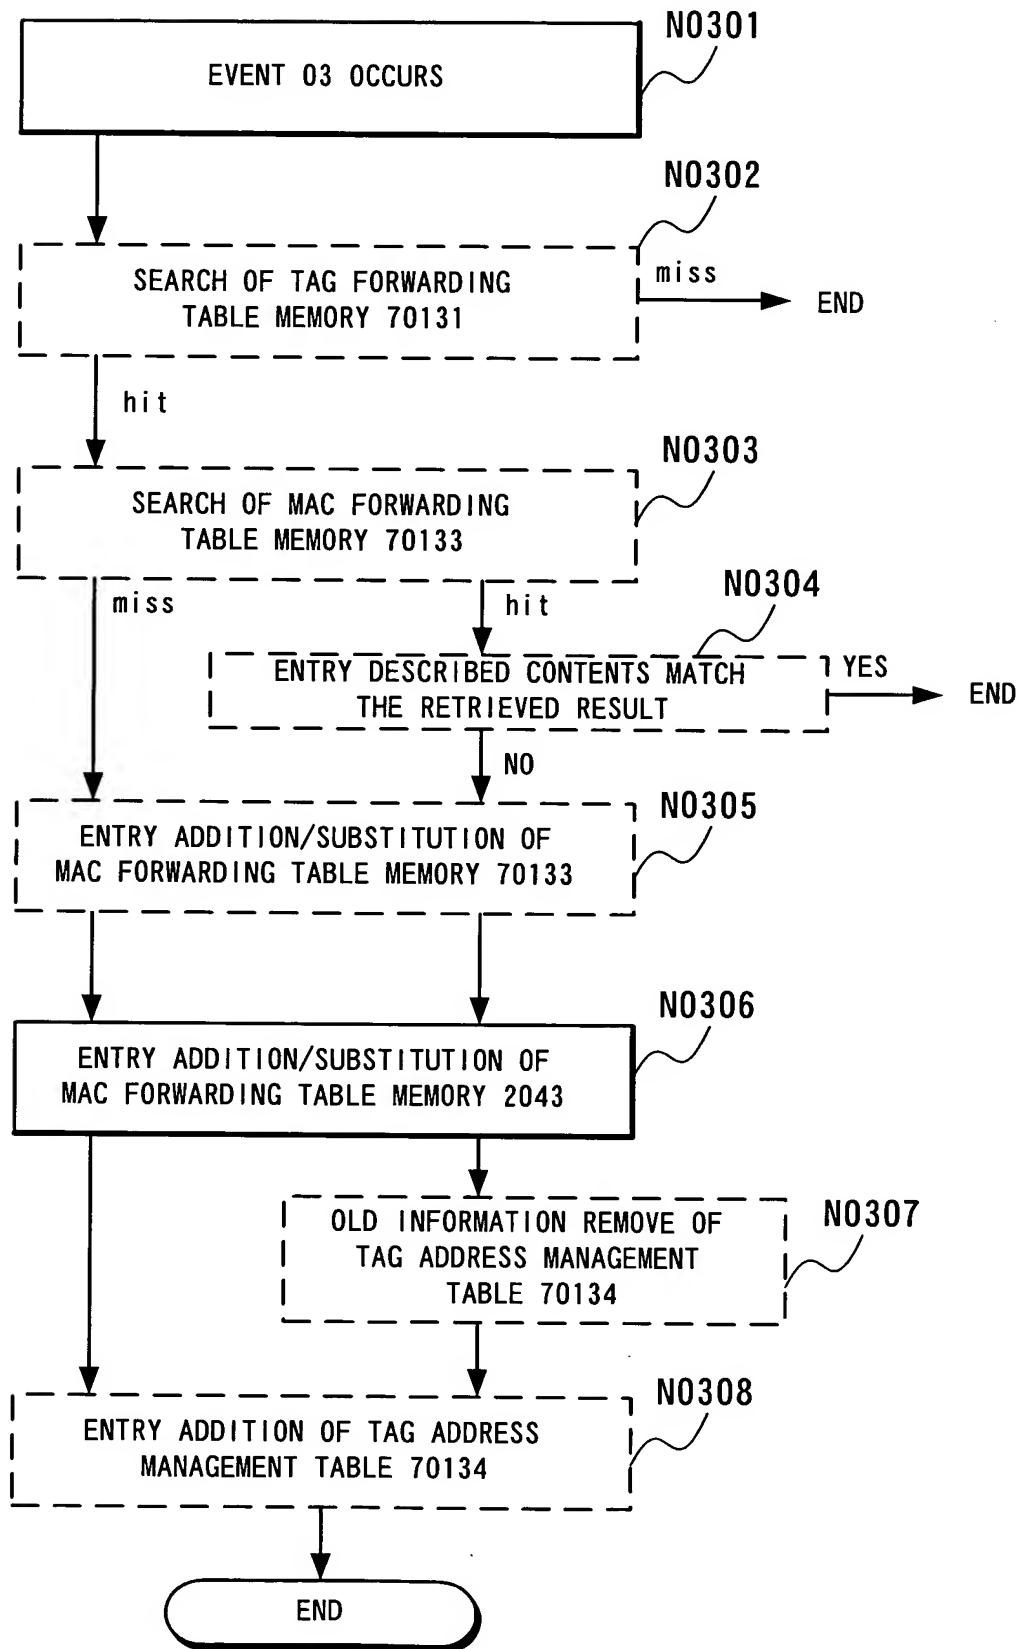 N0301
EVENT 03 OCCURS
N0302
SEARCH OF TAG FORWARDING
TABLE MEMORY 70131
miss
END
hit
N0303
SEARCH OF MAC FORWARDING
TABLE MEMORY 70133
miss
hit
N0304
ENTRY DESCRIBED CONTENTS MATCH
THE RETRIEVED RESULT
YES
END
NO
N0305
ENTRY ADDITION/SUBSTITUTION OF
MAC FORWARDING TABLE MEMORY 70133
N0306
ENTRY ADDITION/SUBSTITUTION OF
MAC FORWARDING TABLE MEMORY 2043
N0307
OLD INFORMATION REMOVE OF
TAG ADDRESS MANAGEMENT
TABLE 70134
N0308
ENTRY ADDITION OF TAG ADDRESS
MANAGEMENT TABLE 70134
END